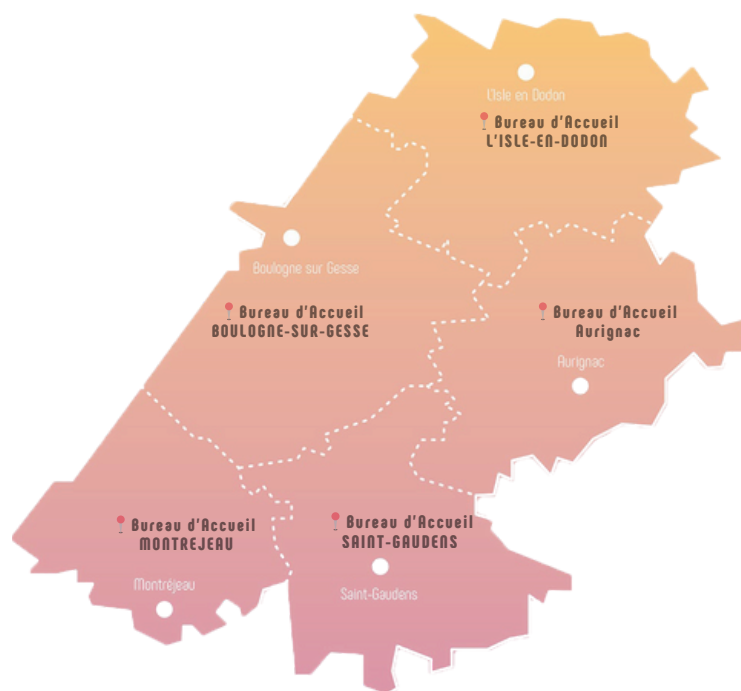 L'Isle en Dodon
Bureau d'Accueil
L'ISLE-EN-DODON
Boulogne sur Gesse
Bureau d'Accueil
BOULOGNE-SUR-GESSE
Bureau d'Accueil
Aurignac
Aurignac
Bureau d'Accueil
MONTREJEAU
Montréjeau
Bureau d'Accueil
SAINT-GAUDENS
Saint-Gaudens